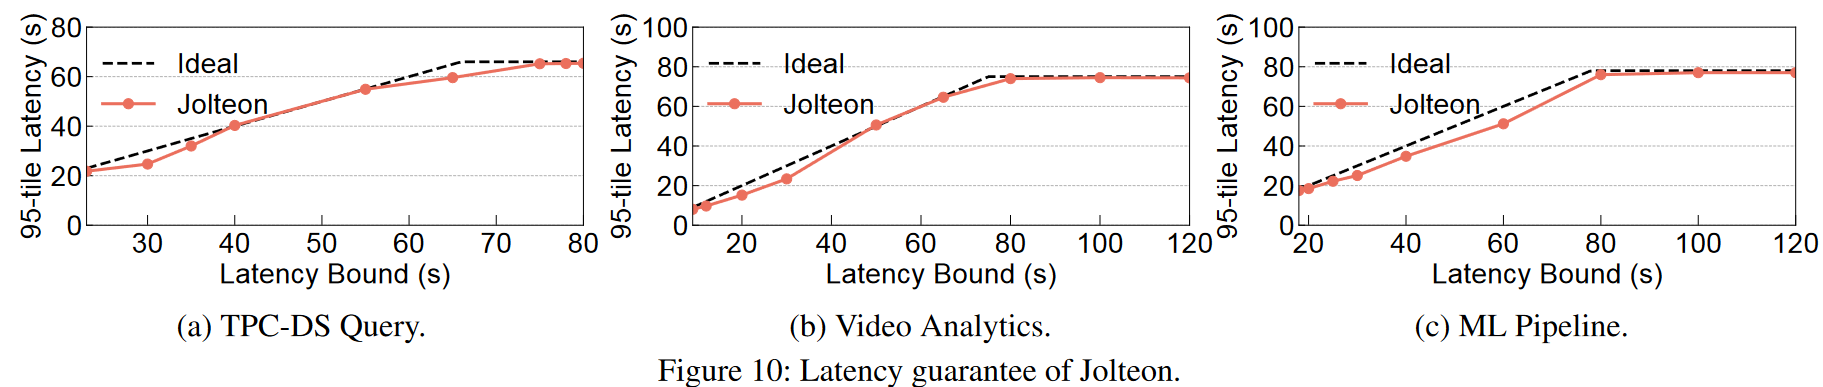 95-tile Latency (s)
80
60
40
20
0
Ideal
Jolteon
30 40 50 60 70 80
Latency Bound (s)
(a) TPC-DS Query.
95-tile Latency (s)
100
80
60
40
20
0
Ideal
Jolteon
20 40 60 80 100 120
Latency Bound (s)
(b) Video Analytics.
95-tile Latency (s)
100
80
60
40
20
0
Ideal
Jolteon
20 40 60 80 100 120
Latency Bound (s)
(c) ML Pipeline.
Figure 10: Latency guarantee of Jolteon.